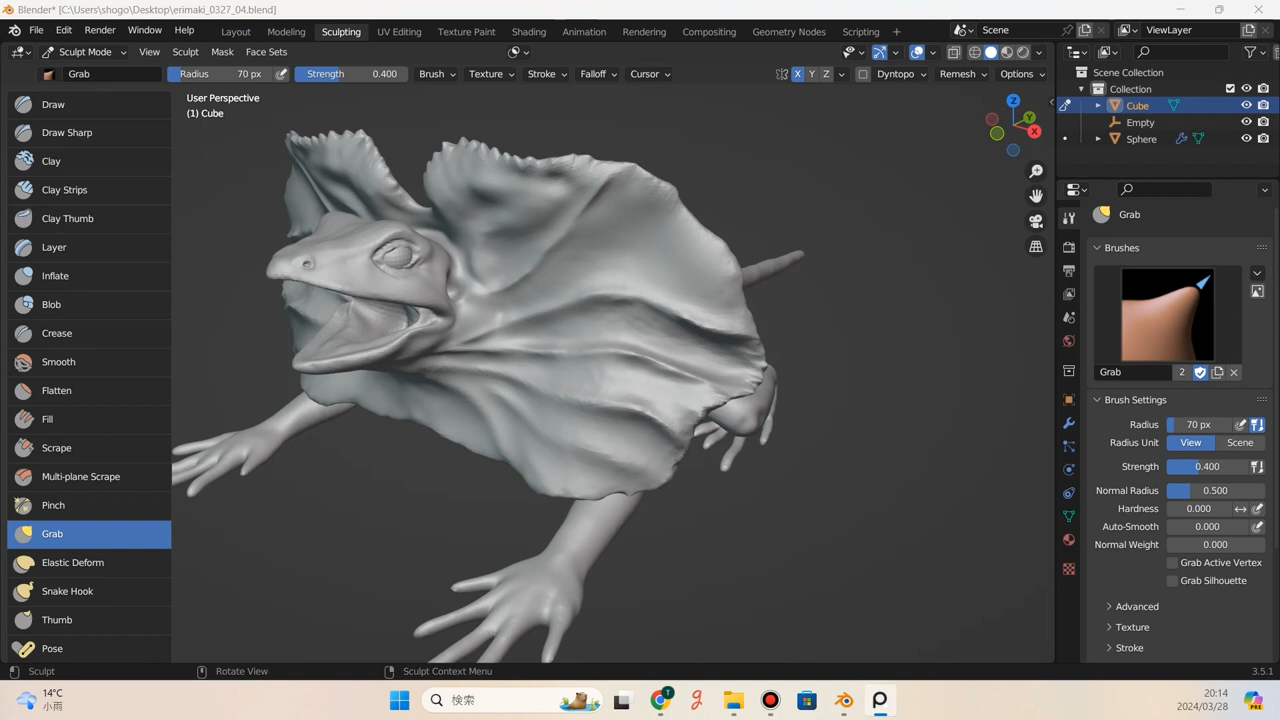 Blender* [C:\Users\shogo\Desktop\erimaki_0327_04.blend]
File Edit Render Window Help
Layout Modeling Sculpting UV Editing Texture Paint Shading Animation Rendering Compositing Geometry Nodes Scripting +
Scene
ViewLayer
Sculpt Mode View Sculpt Mask Face Sets
Grab Radius 70 px Strength 0.400 Brush Texture Stroke Falloff Cursor X Y Z Dyntopo Remesh Options
Draw
Draw Sharp
Clay
Clay Strips
Clay Thumb
Layer
Inflate
Blob
Crease
Smooth
Flatten
Fill
Scrape
Multi-plane Scrape
Pinch
Grab
Elastic Deform
Snake Hook
Thumb
Pose
User Perspective
(1) Cube
Z
Y
X
Scene Collection
Collection
Cube
Empty
Sphere
Grab
Brushes
Grab 2
Brush Settings
Radius 70 px
Radius Unit View Scene
Strength 0.400
Normal Radius 0.500
Hardness 0.000
Auto-Smooth 0.000
Normal Weight 0.000
Grab Active Vertex
Grab Silhouette
Advanced
Texture
Stroke
Sculpt Rotate View Sculpt Context Menu 3.5.1
14°C
小雨
検索
T
20:14
2024/03/28
PRE